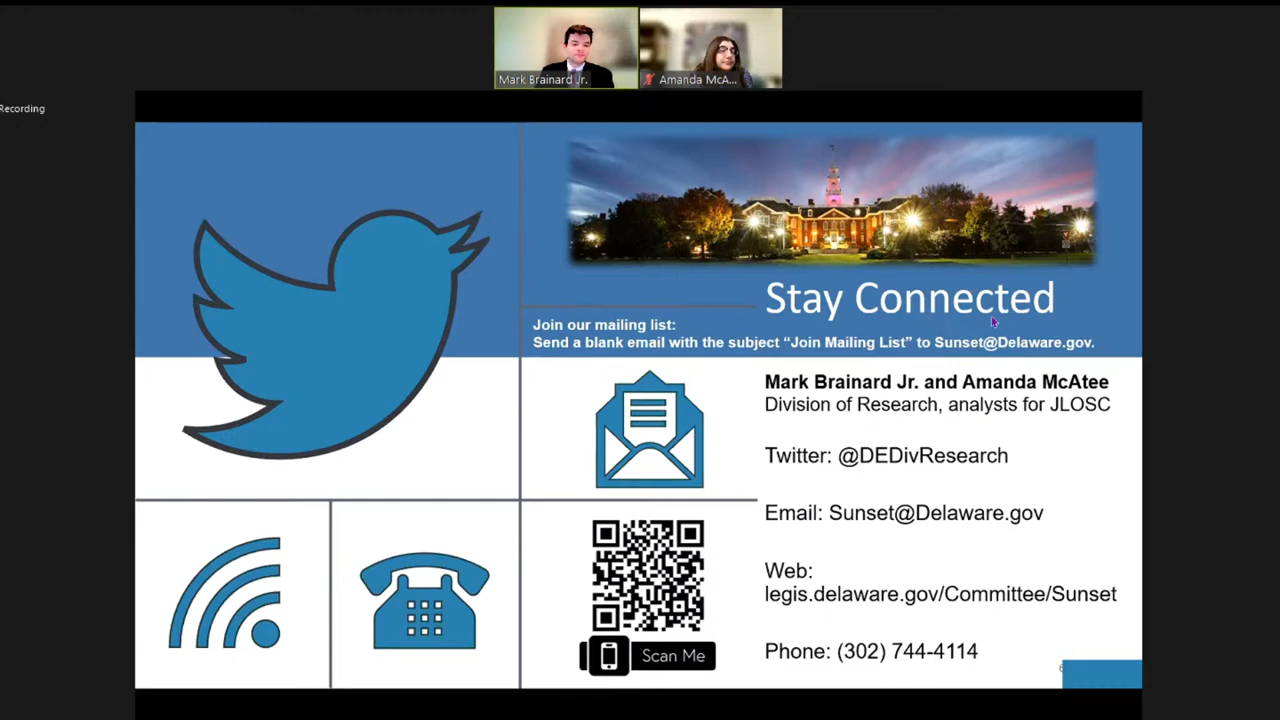 Mark Brainard Jr.
Amanda McA...
Recording
Stay Connected
Join our mailing list:
Send a blank email with the subject “Join Mailing List” to Sunset@Delaware.gov.
Mark Brainard Jr. and Amanda McAtee
Division of Research, analysts for JLOSC
Twitter: @DEDivResearch
Email: Sunset@Delaware.gov
Web:
legis.delaware.gov/Committee/Sunset
Scan Me
Phone: (302) 744-4114